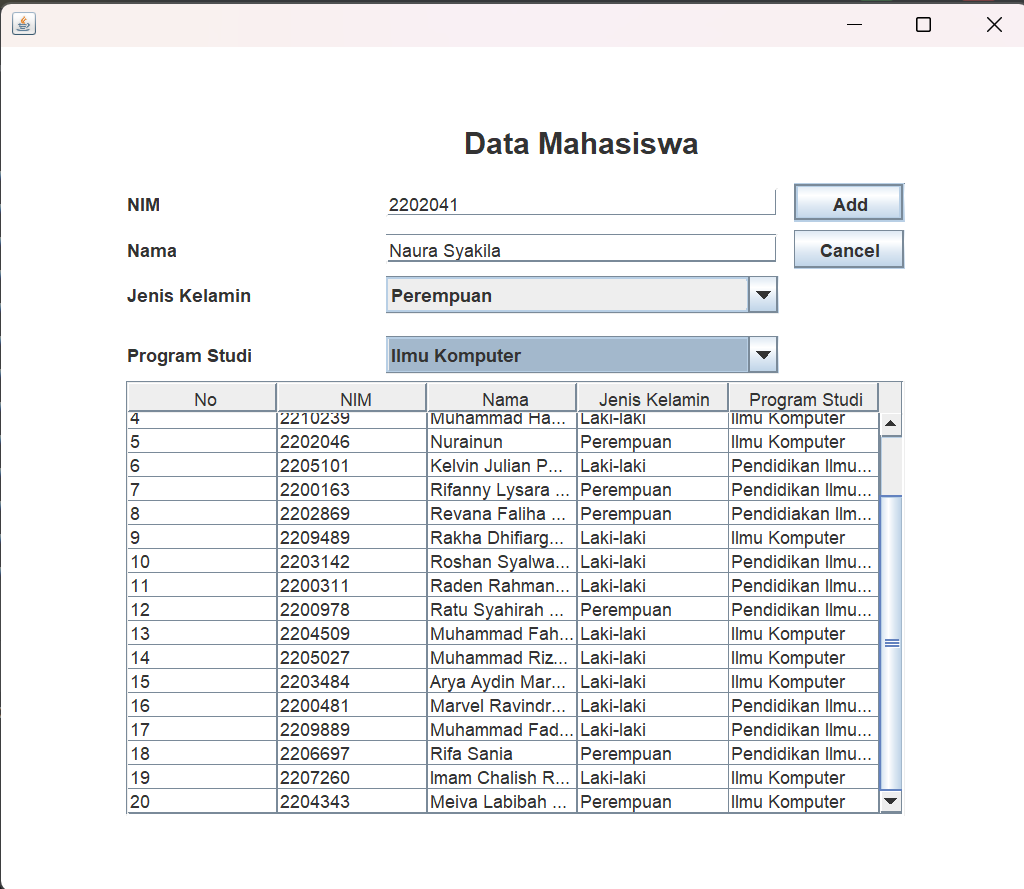 Data Mahasiswa
NIM 2202041 Add
Nama Naura Syakila Cancel
Jenis Kelamin Perempuan
Program Studi Ilmu Komputer
No NIM Nama Jenis Kelamin Program Studi
4 2210239 Muhammad Ha... Laki-laki Ilmu Komputer
5 2202046 Nurainun Perempuan Ilmu Komputer
6 2205101 Kelvin Julian P... Laki-laki Pendidikan Ilmu...
7 2200163 Rifanny Lysara ... Perempuan Pendidikan Ilmu...
8 2202869 Revana Faliha ... Perempuan Pendidiakan Ilm...
9 2209489 Rakha Dhifiarg... Laki-laki Ilmu Komputer
10 2203142 Roshan Syalwa... Laki-laki Pendidikan Ilmu...
11 2200311 Raden Rahman... Laki-laki Pendidikan Ilmu...
12 2200978 Ratu Syahirah ... Perempuan Pendidikan Ilmu...
13 2204509 Muhammad Fah... Laki-laki Ilmu Komputer
14 2205027 Muhammad Riz... Laki-laki Ilmu Komputer
15 2203484 Arya Aydin Mar... Laki-laki Ilmu Komputer
16 2200481 Marvel Ravindr... Laki-laki Pendidikan Ilmu...
17 2209889 Muhammad Fad... Laki-laki Pendidikan Ilmu...
18 2206697 Rifa Sania Perempuan Pendidikan Ilmu...
19 2207260 Imam Chalish R... Laki-laki Ilmu Komputer
20 2204343 Meiva Labibah ... Perempuan Ilmu Komputer